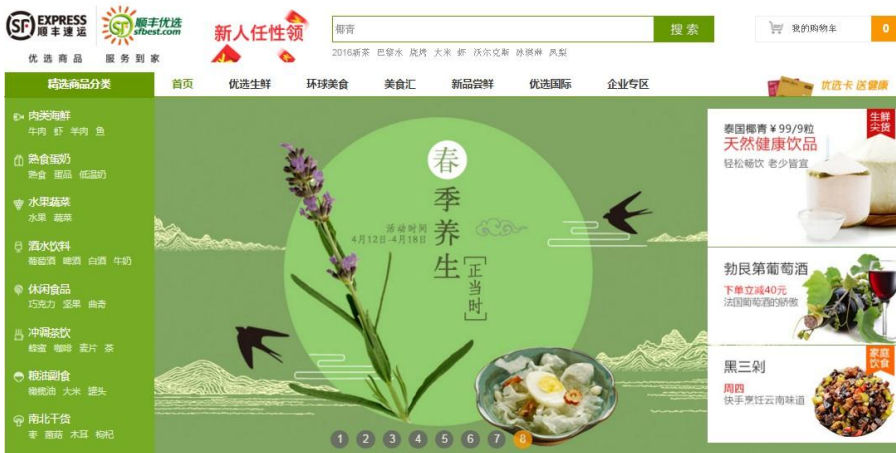 SF EXPRESS
顺丰速运
SF 顺丰优选
sfbest.com
优选商品 服务到家
新人任性领
椰青
搜索
2016新茶 巴黎水 烧烤 大米 虾 沃尔克斯 冰琪淋 凤梨
我的购物车
0
精选商品分类
首页 优选生鲜 环球美食 美食汇 新品尝鲜 优选国际 企业专区
优选卡 送健康
肉类海鲜
牛肉 虾 羊肉 鱼
熟食蛋奶
熟食 蛋品 低温奶
水果蔬菜
水果 蔬菜
酒水饮料
葡萄酒 啤酒 白酒 牛奶
休闲食品
巧克力 坚果 曲奇
冲调茶饮
蜂蜜 咖啡 麦片 茶
粮油副食
橄榄油 大米 罐头
南北干货
枣 菌菇 木耳 枸杞
春季养生
正当时
活动时间
4月12日-4月18日
1 2 3 4 5 6 7 8
泰国椰青￥99/9粒
天然健康饮品
轻松畅饮 老少皆宜
生鲜
尖货
勃艮第葡萄酒
下单立减40元
法国葡萄酒的骄傲
黑三剁
周四
快手烹饪云南味道
家庭
饮食